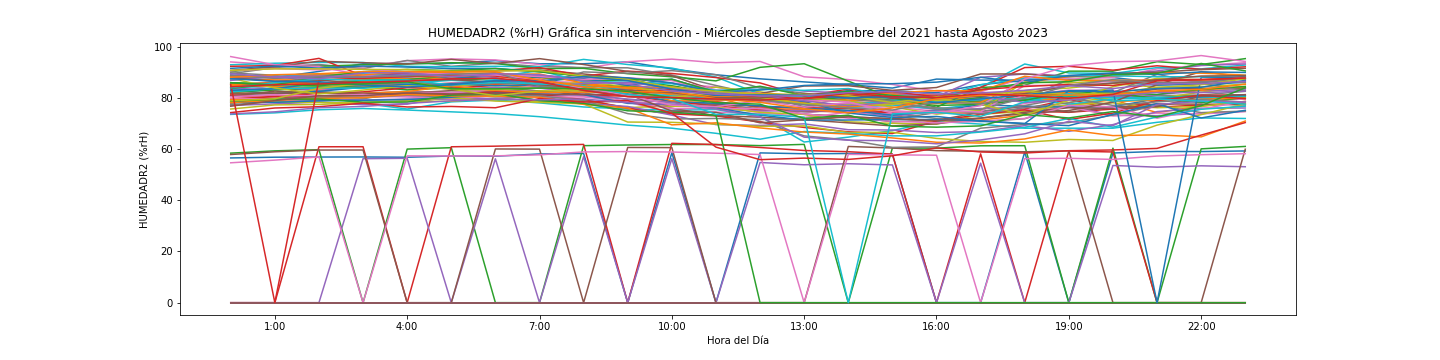 HUMEDADR2 (%rH) Gráfica sin intervención - Miércoles desde Septiembre del 2021 hasta Agosto 2023
HUMEDADR2 (%rH)
100
80
60
40
20
0
1:00 4:00 7:00 10:00 13:00 16:00 19:00 22:00
Hora del Día